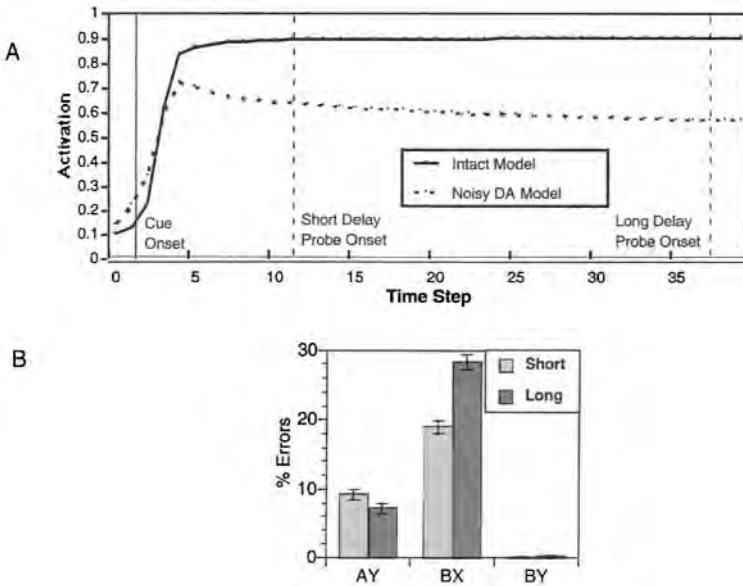 A
Activation
1
0.9
0.8
0.7
0.6
0.5
0.4
0.3
0.2
0.1
0
Intact Model
Noisy DA Model
Cue
Onset
Short Delay
Probe Onset
Long Delay
Probe Onset
0 5 10 15 20 25 30 35
Time Step
B
% Errors
30
20
10
0
Short
Long
AY BX BY